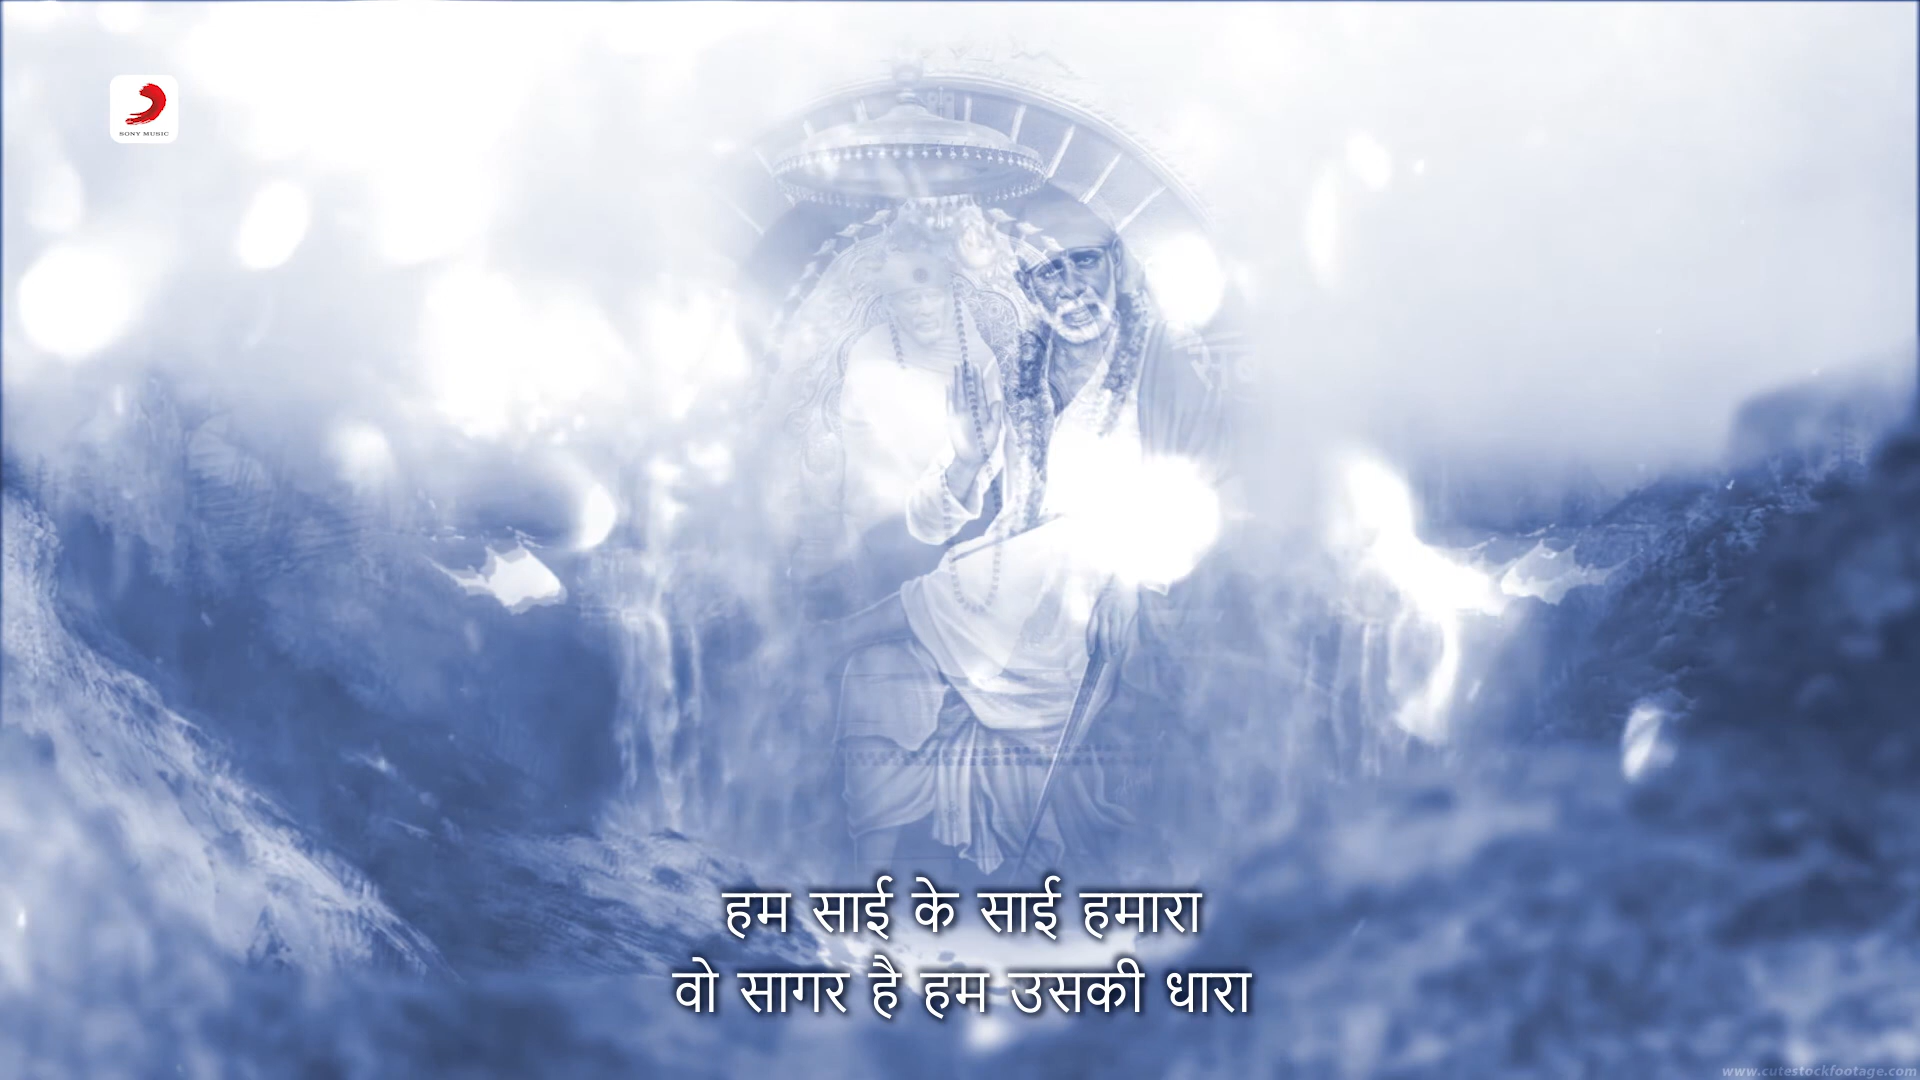 SONY MUSIC
हम साई के साई हमारा
वो सागर है हम उसकी धारा
www.cutestockfootage.com